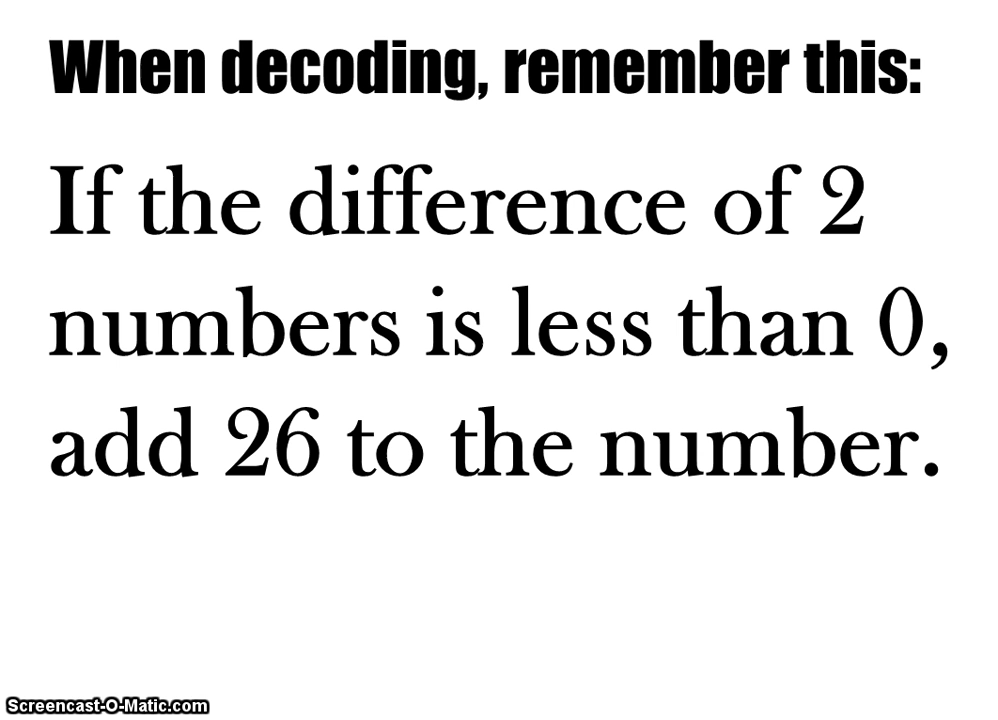 When decoding, remember this:
If the difference of 2
numbers is less than 0,
add 26 to the number.
Screencast-O-Matic.com